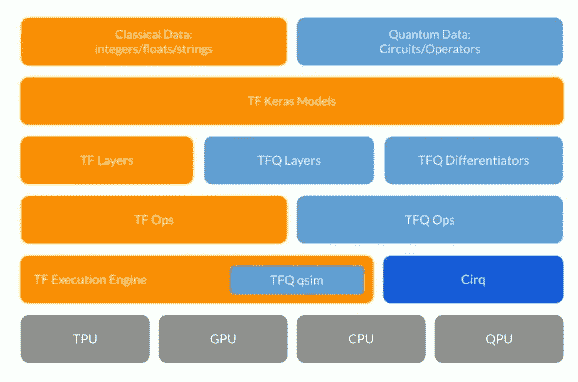 Classical Data:
integers/floats/strings
Quantum Data:
Circuits/Operators
TF Keras Models
TF Layers
TFQ Layers
TFQ Differentiators
TF Ops
TFQ Ops
TF Execution Engine
TFQ qsim
Cirq
TPU
GPU
CPU
QPU